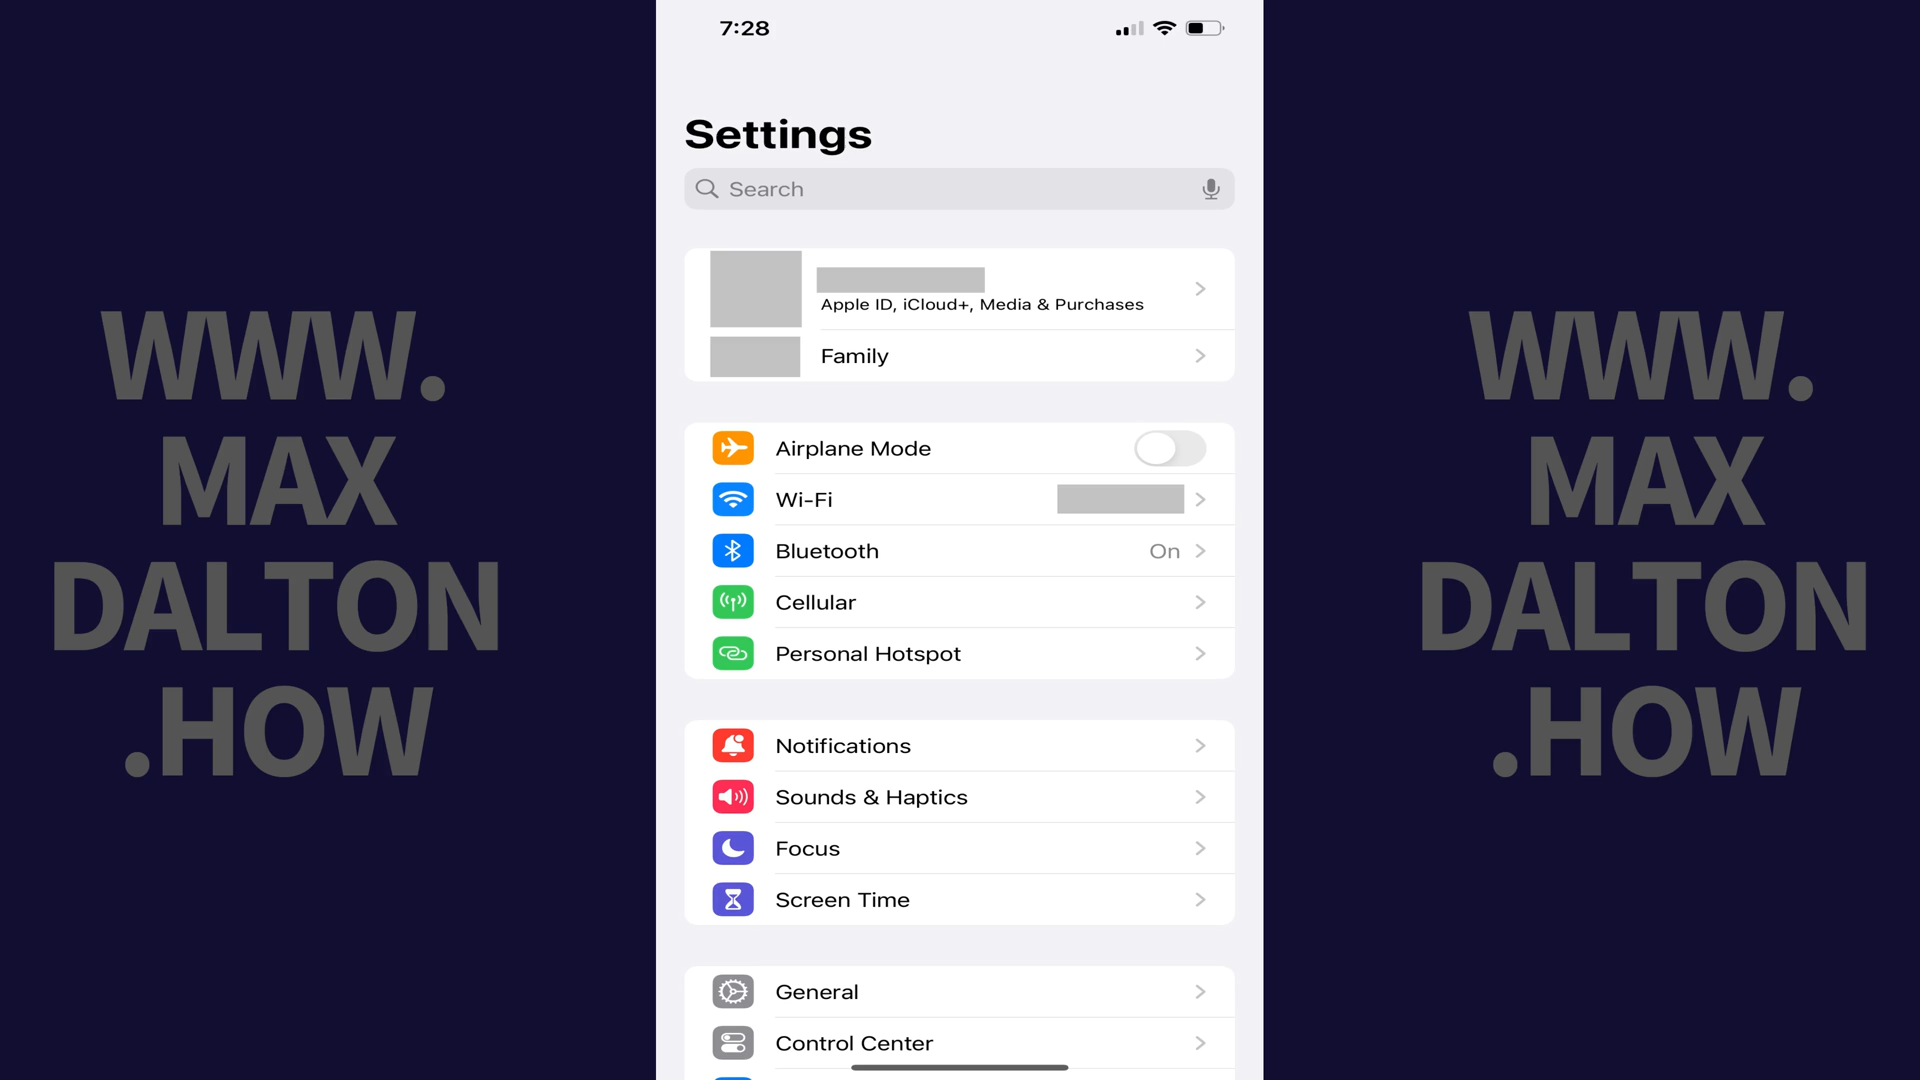 7:28
Settings
Search
Apple ID, iCloud+, Media & Purchases
Family
Airplane Mode
Wi-Fi
Bluetooth On
Cellular
Personal Hotspot
Notifications
Sounds & Haptics
Focus
Screen Time
General
Control Center
WWW.
MAX
DALTON
.HOW
WWW.
MAX
DALTON
.HOW